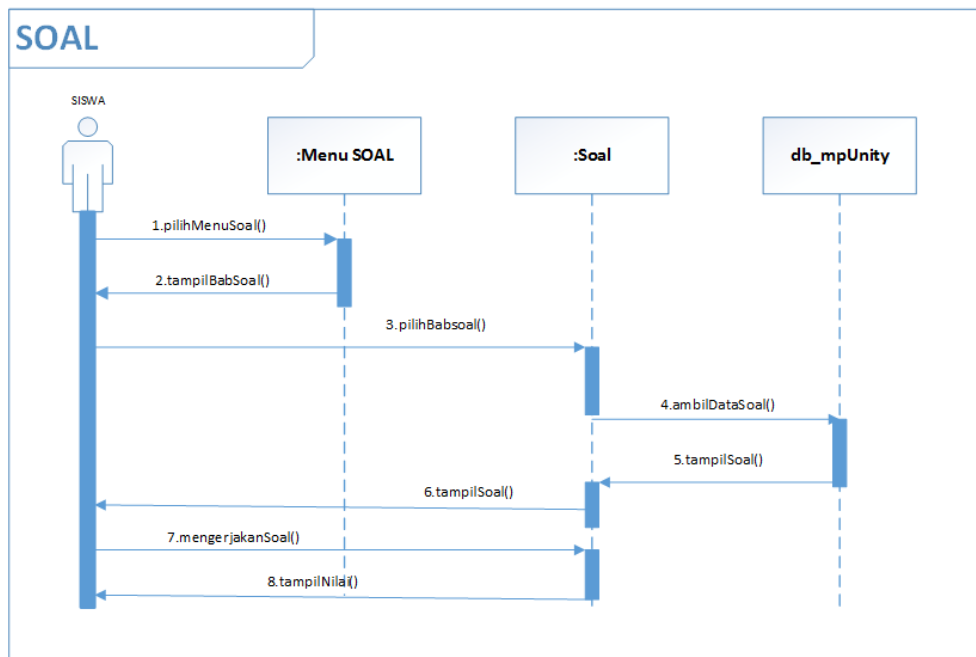 SOAL
SISWA
:Menu SOAL
:Soal
db_mpUnity
1.pilihMenuSoal()
2.tampilBabSoal()
3.pilihBabsoal()
4.ambilDataSoal()
5.tampilSoal()
6.tampilSoal()
7.mengerjakanSoal()
8.tampilNilai()